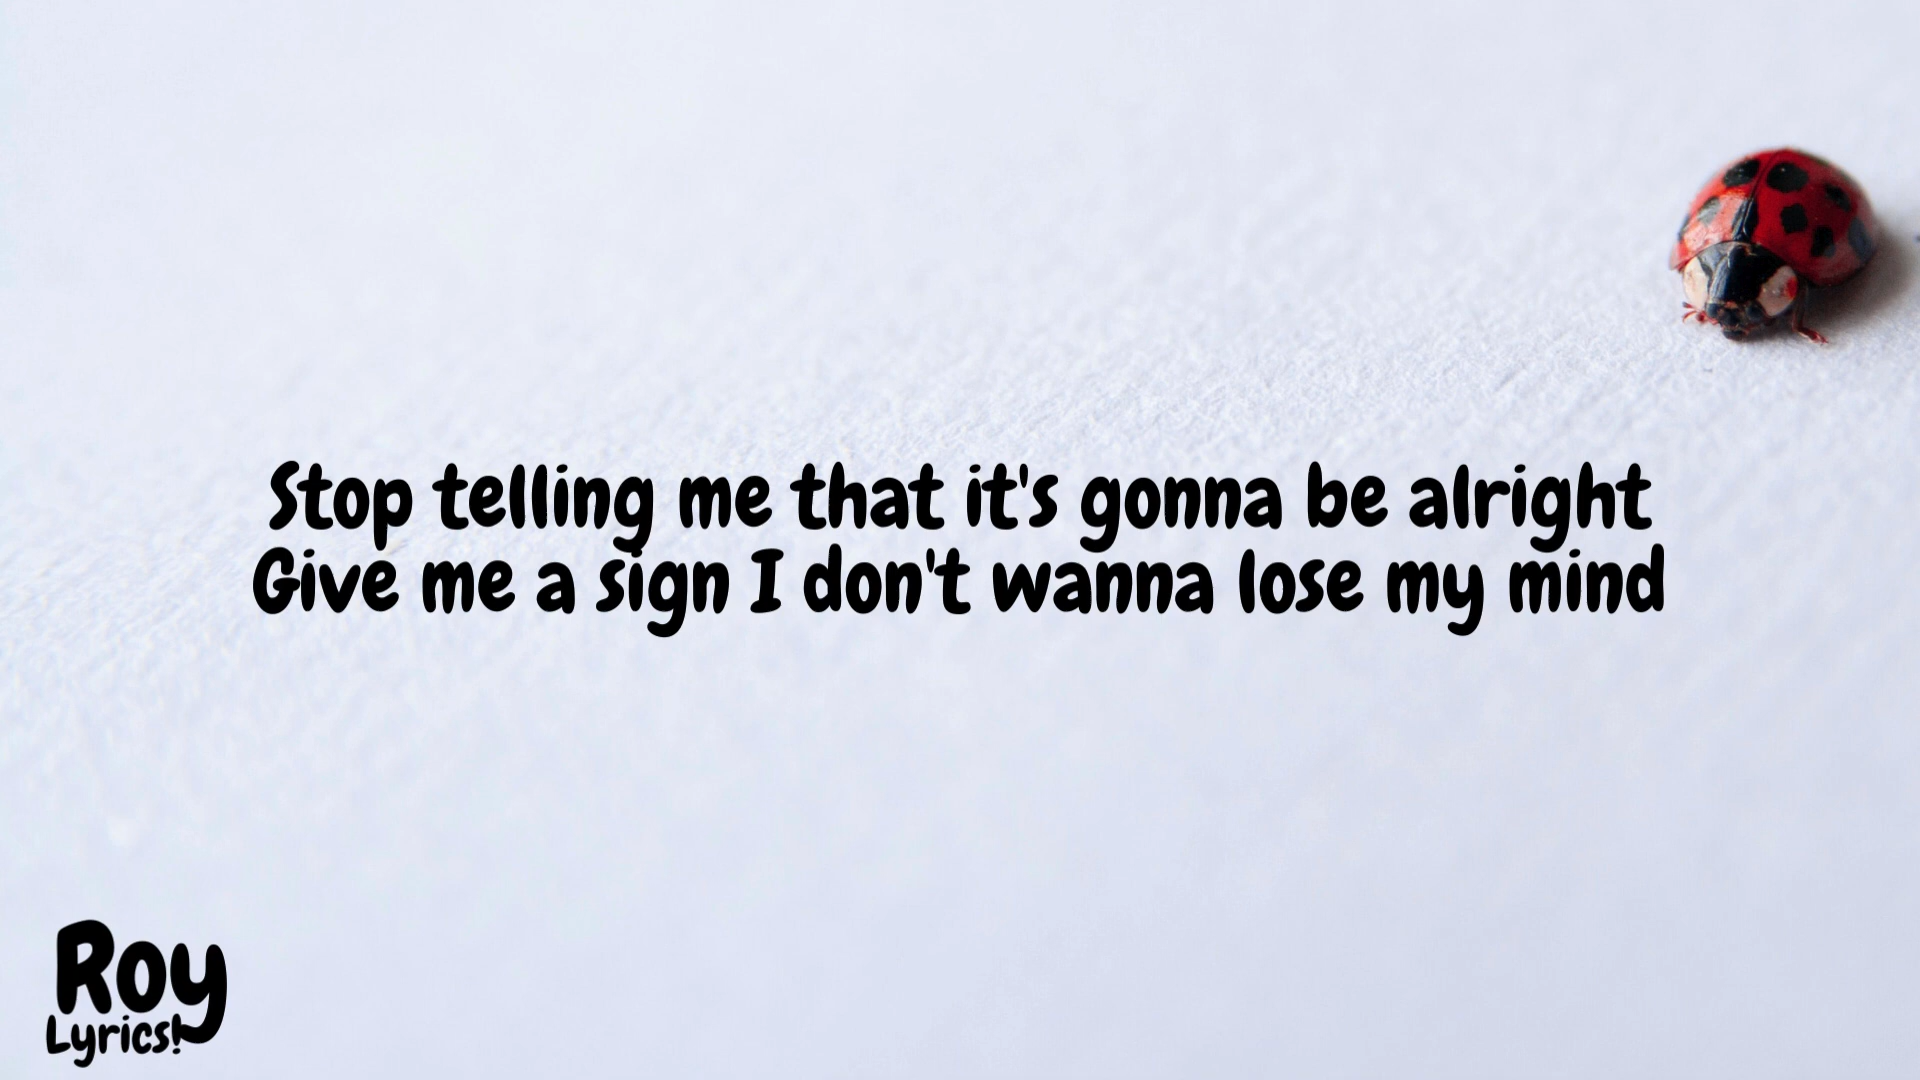 Stop telling me that it's gonna be alright
Give me a sign I don't wanna lose my mind
Roy
Lyrics!